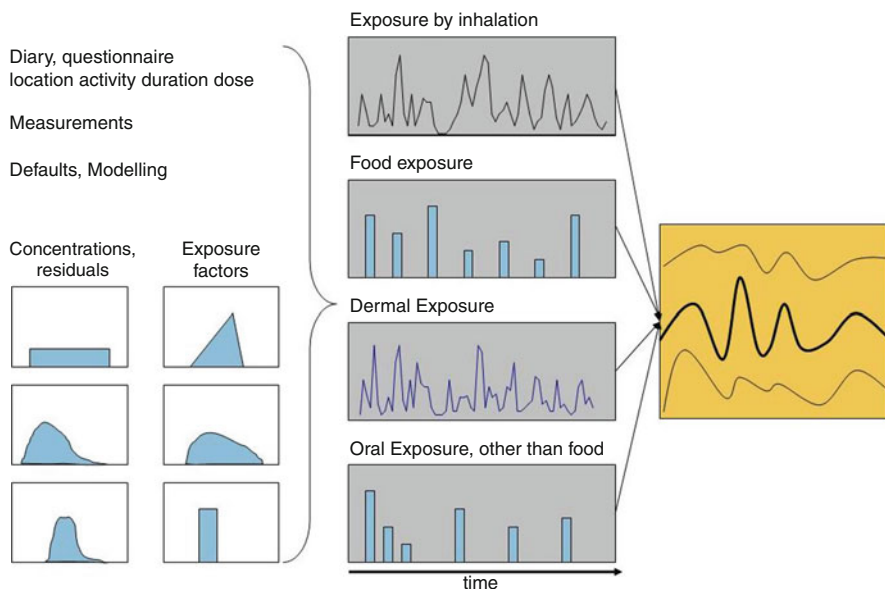 Diary, questionnaire
location activity duration dose
Measurements
Defaults, Modelling
Concentrations,
residuals
Exposure
factors
Exposure by inhalation
Food exposure
Dermal Exposure
Oral Exposure, other than food
time